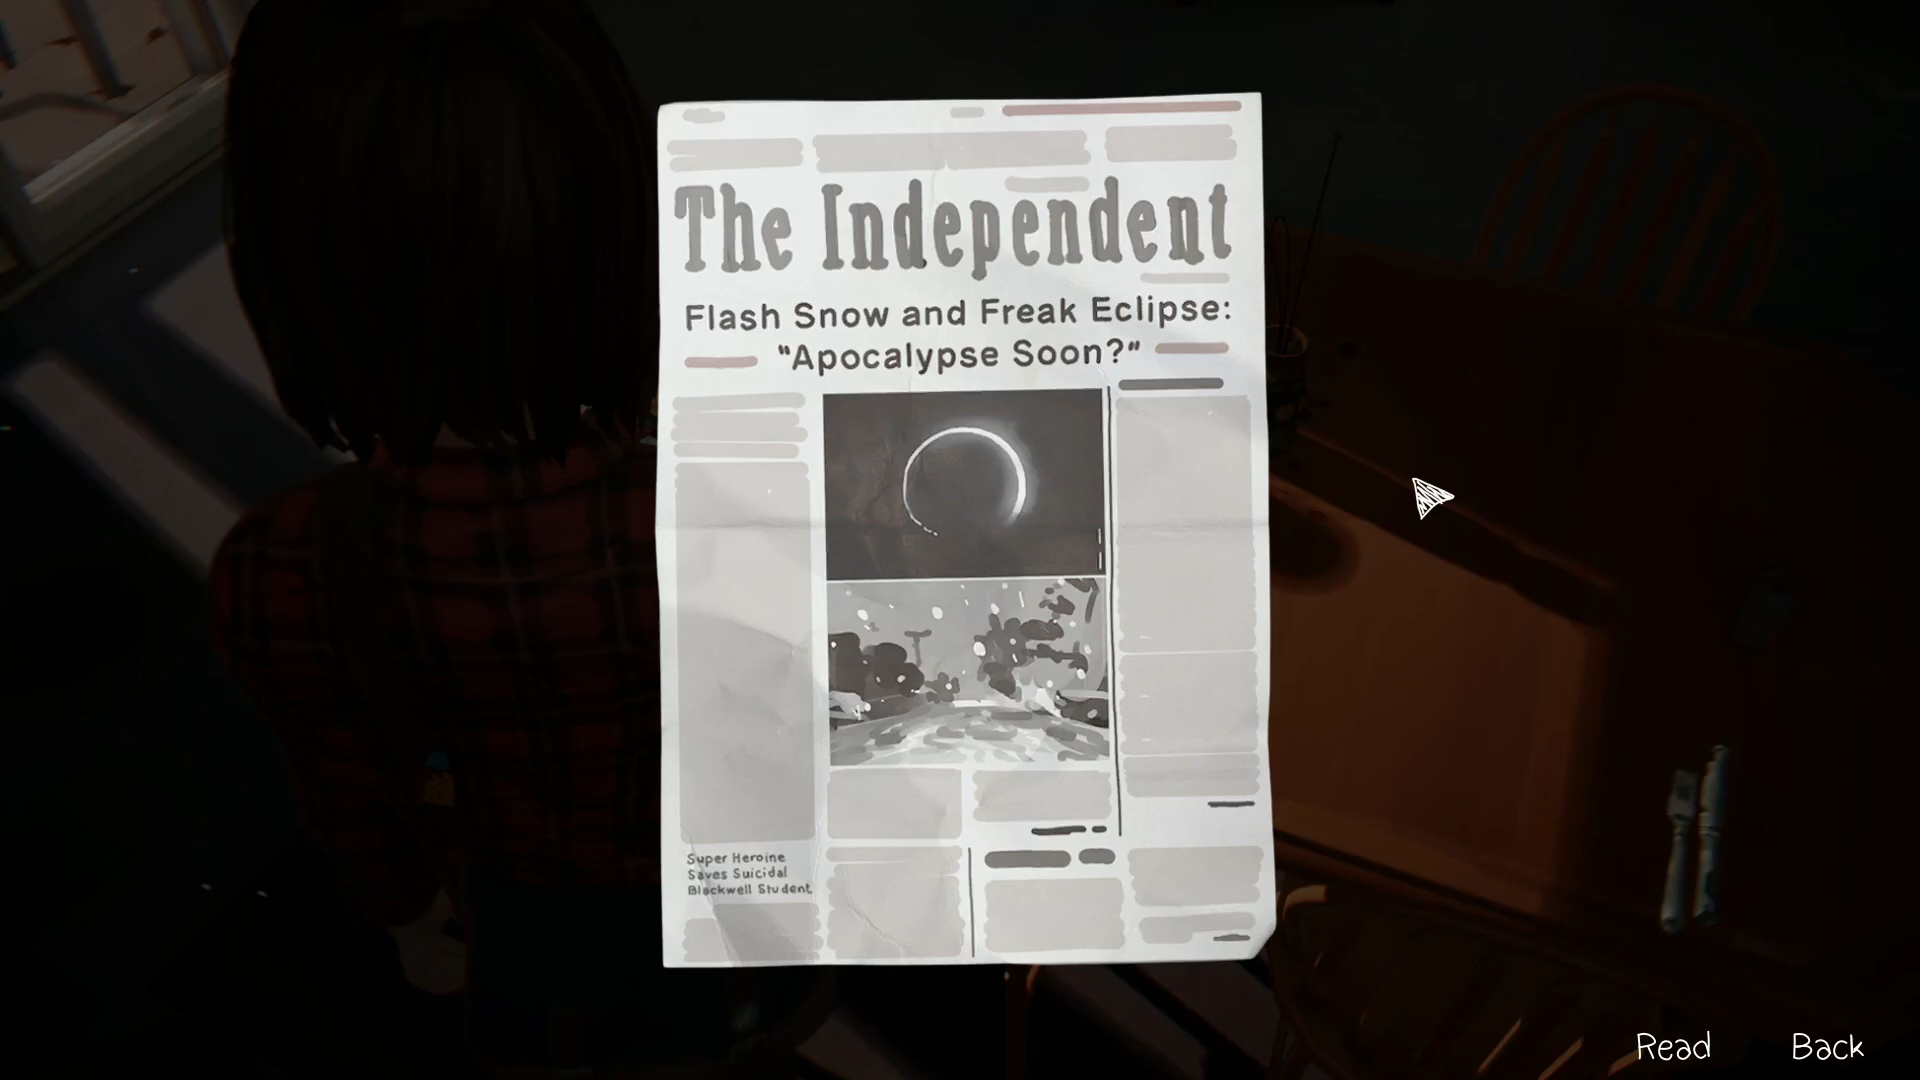 The Independent
Flash Snow and Freak Eclipse:
"Apocalypse Soon?"
Super Heroine
Saves Suicidal
Blackwell Student
Read
Back